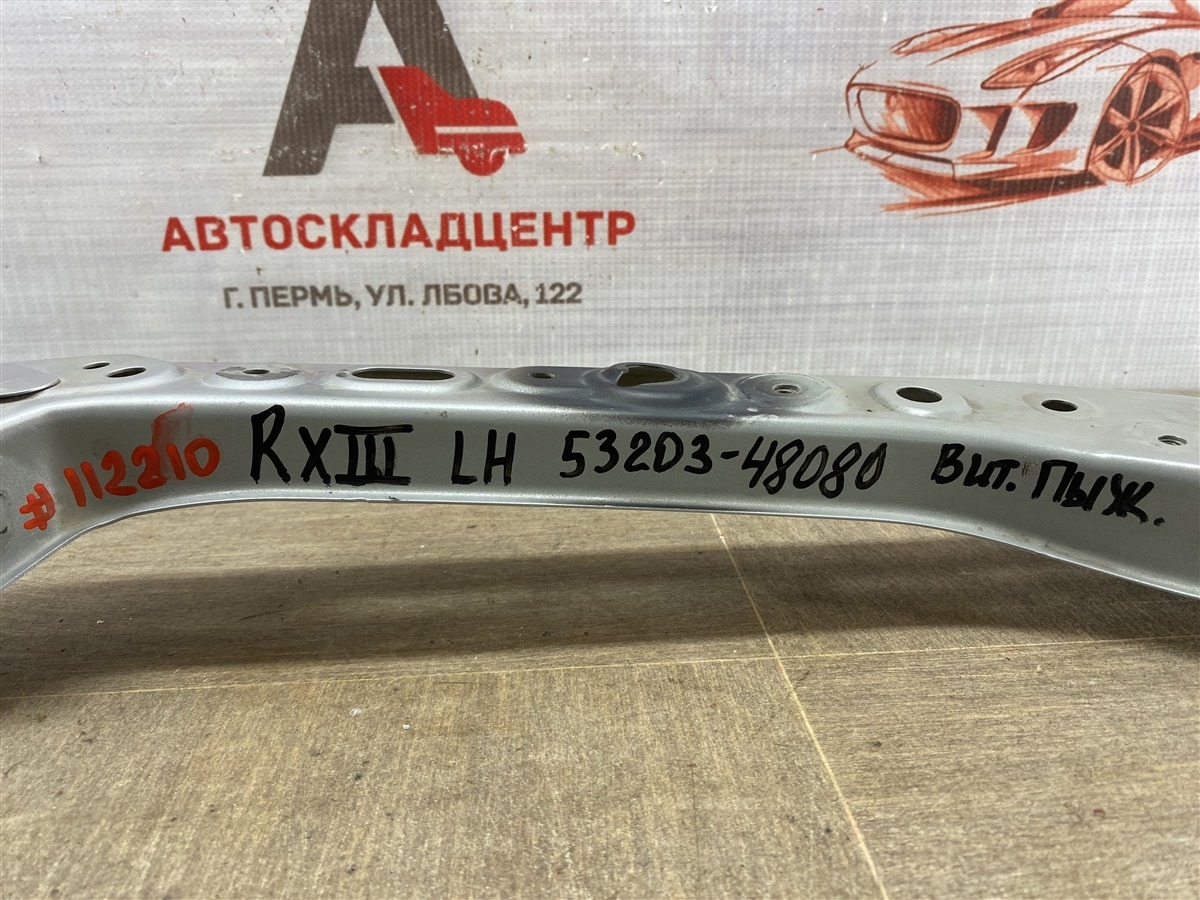 АВТОСКЛАДЦЕНТР
Г. ПЕРМЬ, УЛ. ЛБОВА, 122
#112210 RXIII LH 53203-48080 Вит. Пыж.